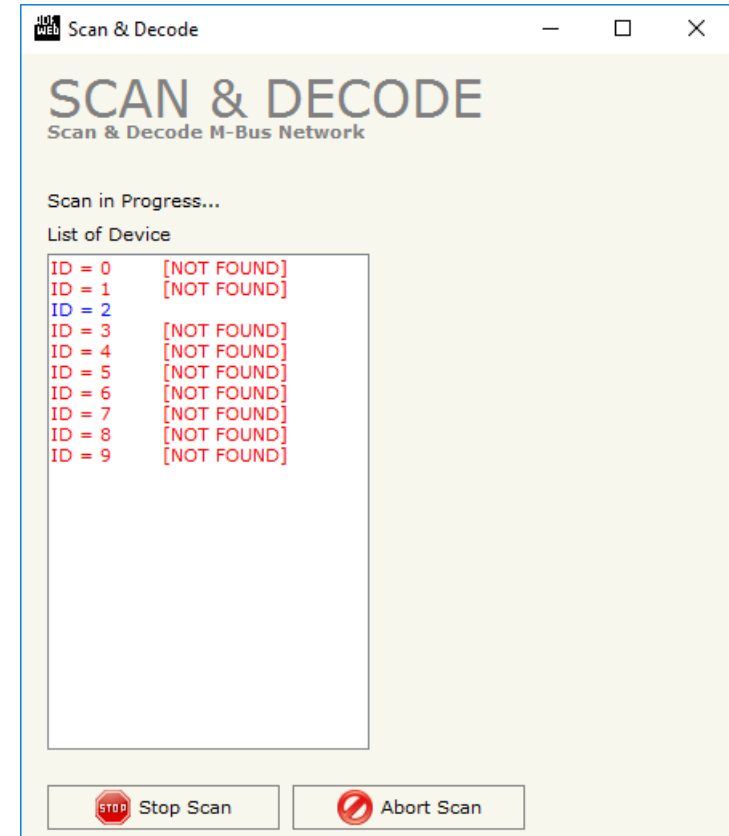 ADF
WEB Scan & Decode
SCAN & DECODE
Scan & Decode M-Bus Network
Scan in Progress...
List of Device
ID = 0 [NOT FOUND]
ID = 1 [NOT FOUND]
ID = 2
ID = 3 [NOT FOUND]
ID = 4 [NOT FOUND]
ID = 5 [NOT FOUND]
ID = 6 [NOT FOUND]
ID = 7 [NOT FOUND]
ID = 8 [NOT FOUND]
ID = 9 [NOT FOUND]
STOP Stop Scan Abort Scan